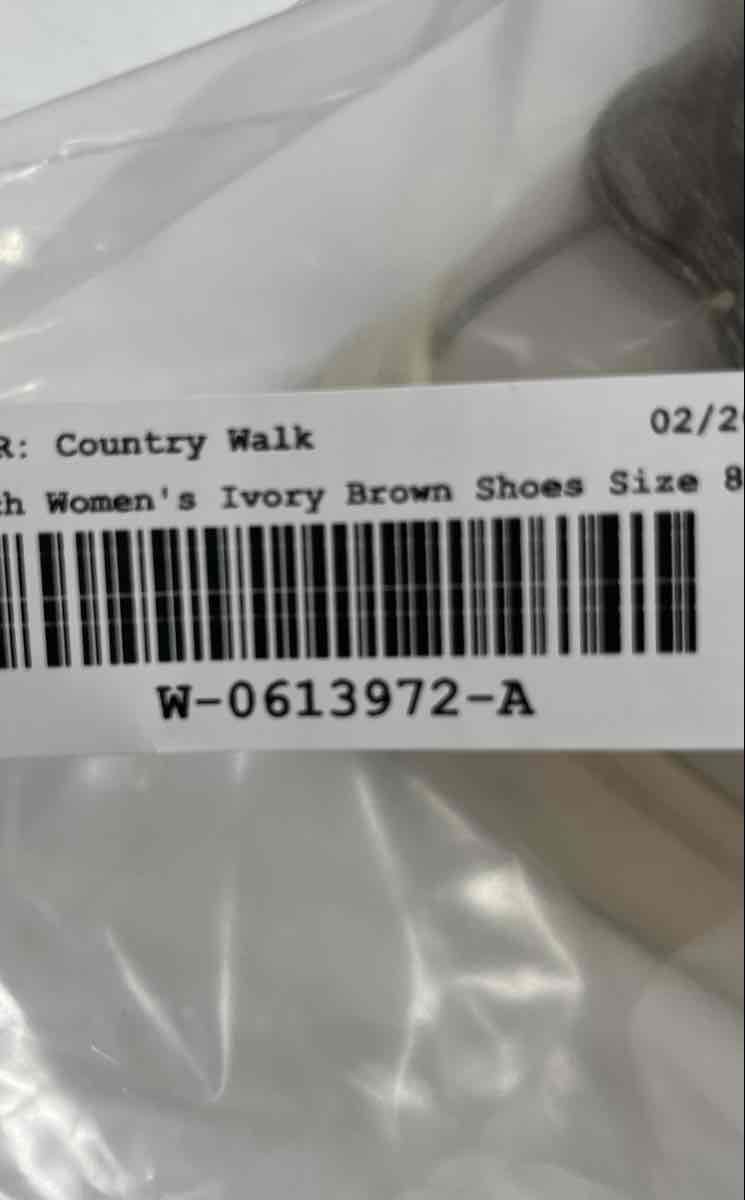 R: Country Walk 02/2
h Women's Ivory Brown Shoes Size 8
W-0613972-A